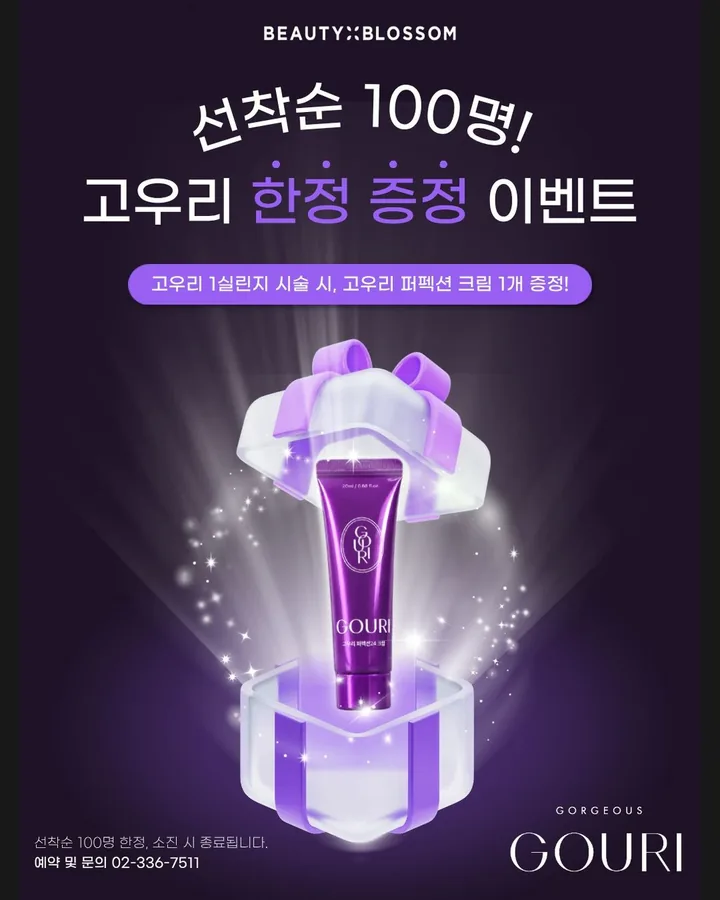 BEAUTY BLOSSOM
선착순 100명!
고우리 한정 증정 이벤트
고우리 1실린지 시술 시, 고우리 퍼펙션 크림 1개 증정!
GOURI
GOURI
선착순 100명 한정, 소진 시 종료됩니다.
예약 및 문의 02-336-7511
GORGEOUS
GOURI